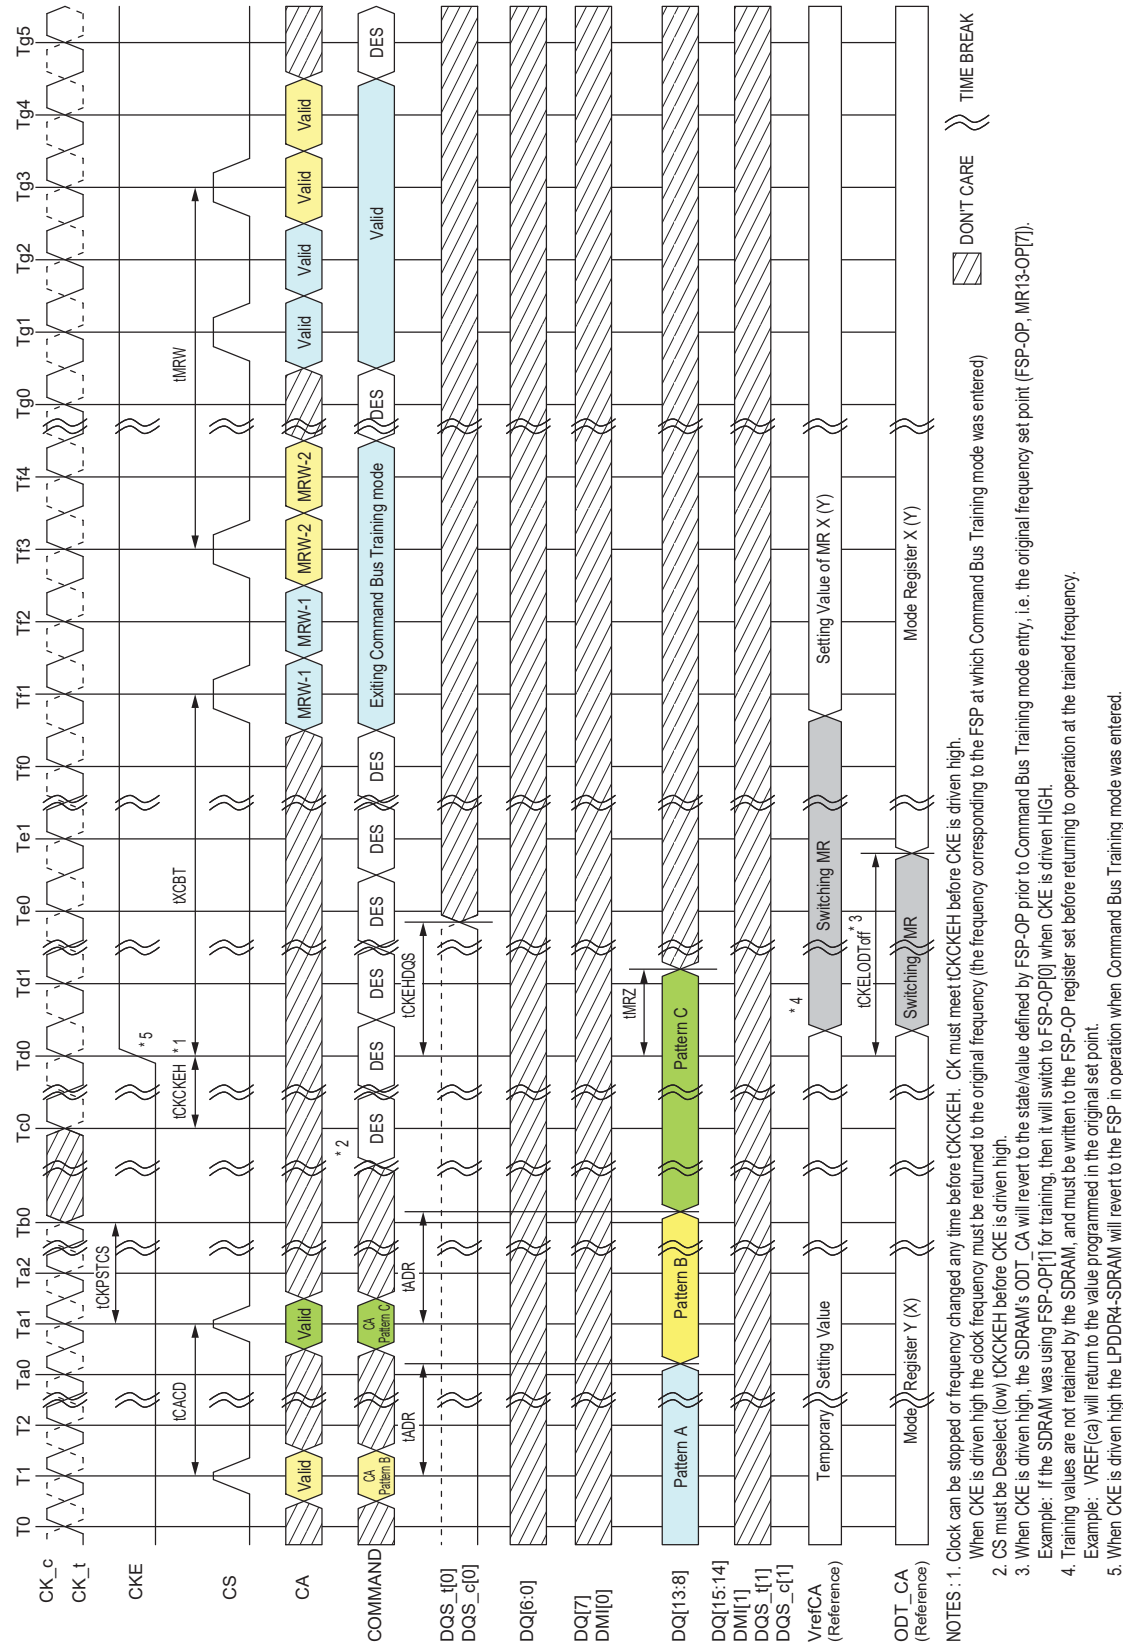 T0 T1 T2 Ta0 Ta1 Ta2 Tb0 Tc0 Td0 Td1 Te0 Te1 Tf0 Tf1 Tf2 Tf3 Tf4 Tg0 Tg1 Tg2 Tg3 Tg4 Tg5
CK_c
CK_t
tCKPSTCS
CKE
* 5
tCACD
tCKCKEH
* 1
tXCBT
tMRW
CS
CA
Valid Valid MRW-1 MRW-1 MRW-2 MRW-2 Valid Valid Valid Valid
* 2
COMMAND
CA Pattern B
CA Pattern C
DES DES DES DES DES DES
Exiting Command Bus Training mode
DES
Valid
DES
tADR tADR tCKEHDQS
DQS_t[0]
DQS_c[0]
DQ[6:0]
DQ[7]
DMI[0]
tMRZ
DQ[13:8]
Pattern A Pattern B Pattern C
DQ[15:14]
DMI[1]
DQS_t[1]
DQS_c[1]
* 4
VrefCA
(Reference)
Temporary Setting Value
Switching MR
Setting Value of MR X (Y)
tCKELODToff * 3
ODT_CA
(Reference)
Mode Register Y (X)
Switching MR
Mode Register X (Y)
DON'T CARE
TIME BREAK
NOTES : 1. Clock can be stopped or frequency changed any time before tCKCKEH. CK must meet tCKCKEH before CKE is driven high.
When CKE is driven high the clock frequency must be returned to the original frequency (the frequency corresponding to the FSP at which Command Bus Training mode was entered)
2. CS must be Deselect (low) tCKCKEH before CKE is driven high.
3. When CKE is driven high, the SDRAM's ODT_CA will revert to the state/value defined by FSP-OP prior to Command Bus Training mode entry, i.e. the original frequency set point (FSP-OP, MR13-OP[7]).
Example: If the SDRAM was using FSP-OP[1] for training, then it will switch to FSP-OP[0] when CKE is driven HIGH.
4. Training values are not retained by the SDRAM, and must be written to the FSP-OP register set before returning to operation at the trained frequency.
Example: VREF(ca) will return to the value programmed in the original set point.
5. When CKE is driven high the LPDDR4-SDRAM will revert to the FSP in operation when Command Bus Training mode was entered.